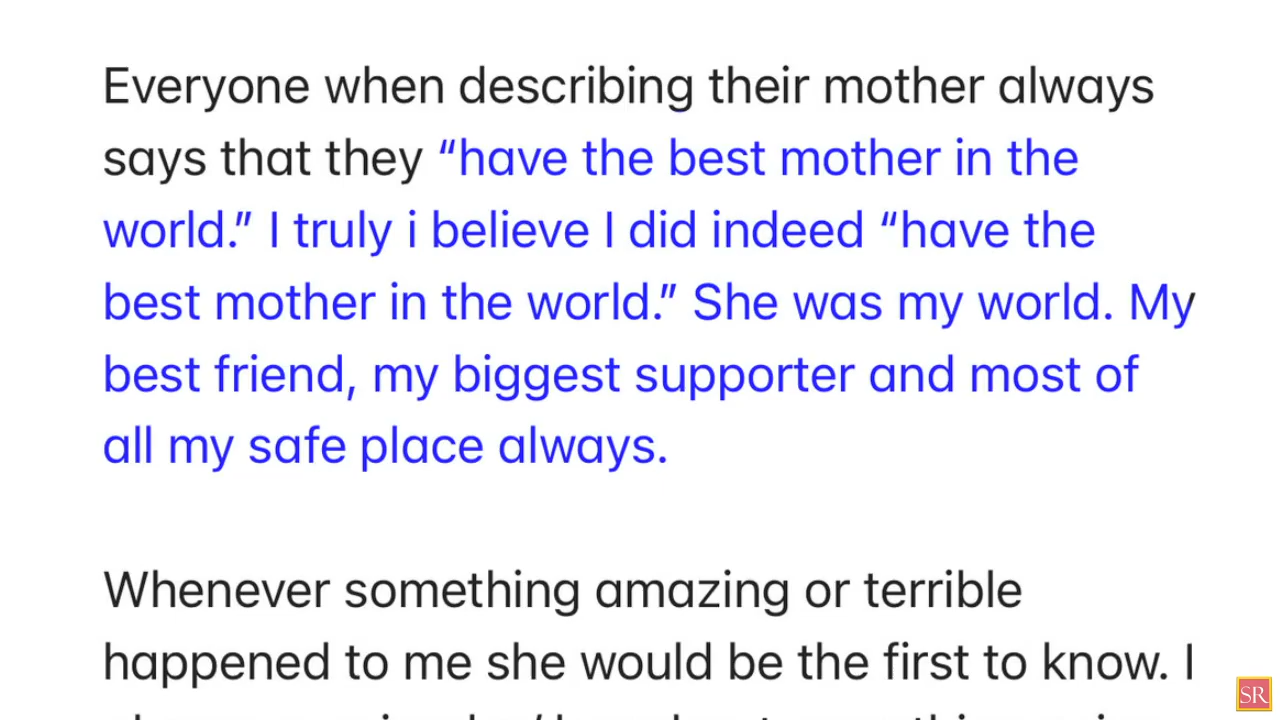 Everyone when describing their mother always
says that they “have the best mother in the
world.” I truly i believe I did indeed “have the
best mother in the world.” She was my world. My
best friend, my biggest supporter and most of
all my safe place always.
Whenever something amazing or terrible
happened to me she would be the first to know. I
SR